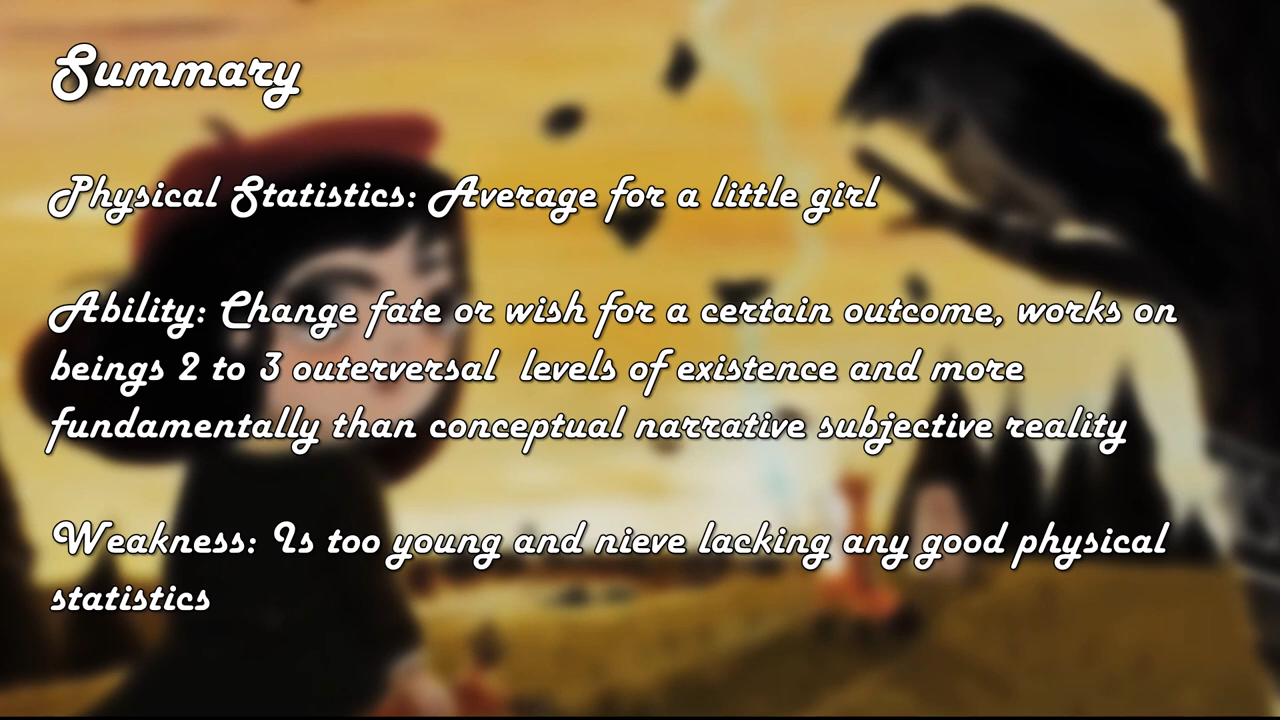 Summary
Physical Statistics: Average for a little girl
Ability: Change fate or wish for a certain outcome, works on
beings 2 to 3 outerversal levels of existence and more
fundamentally than conceptual narrative subjective reality
Weakness: Is too young and nieve lacking any good physical
statistics